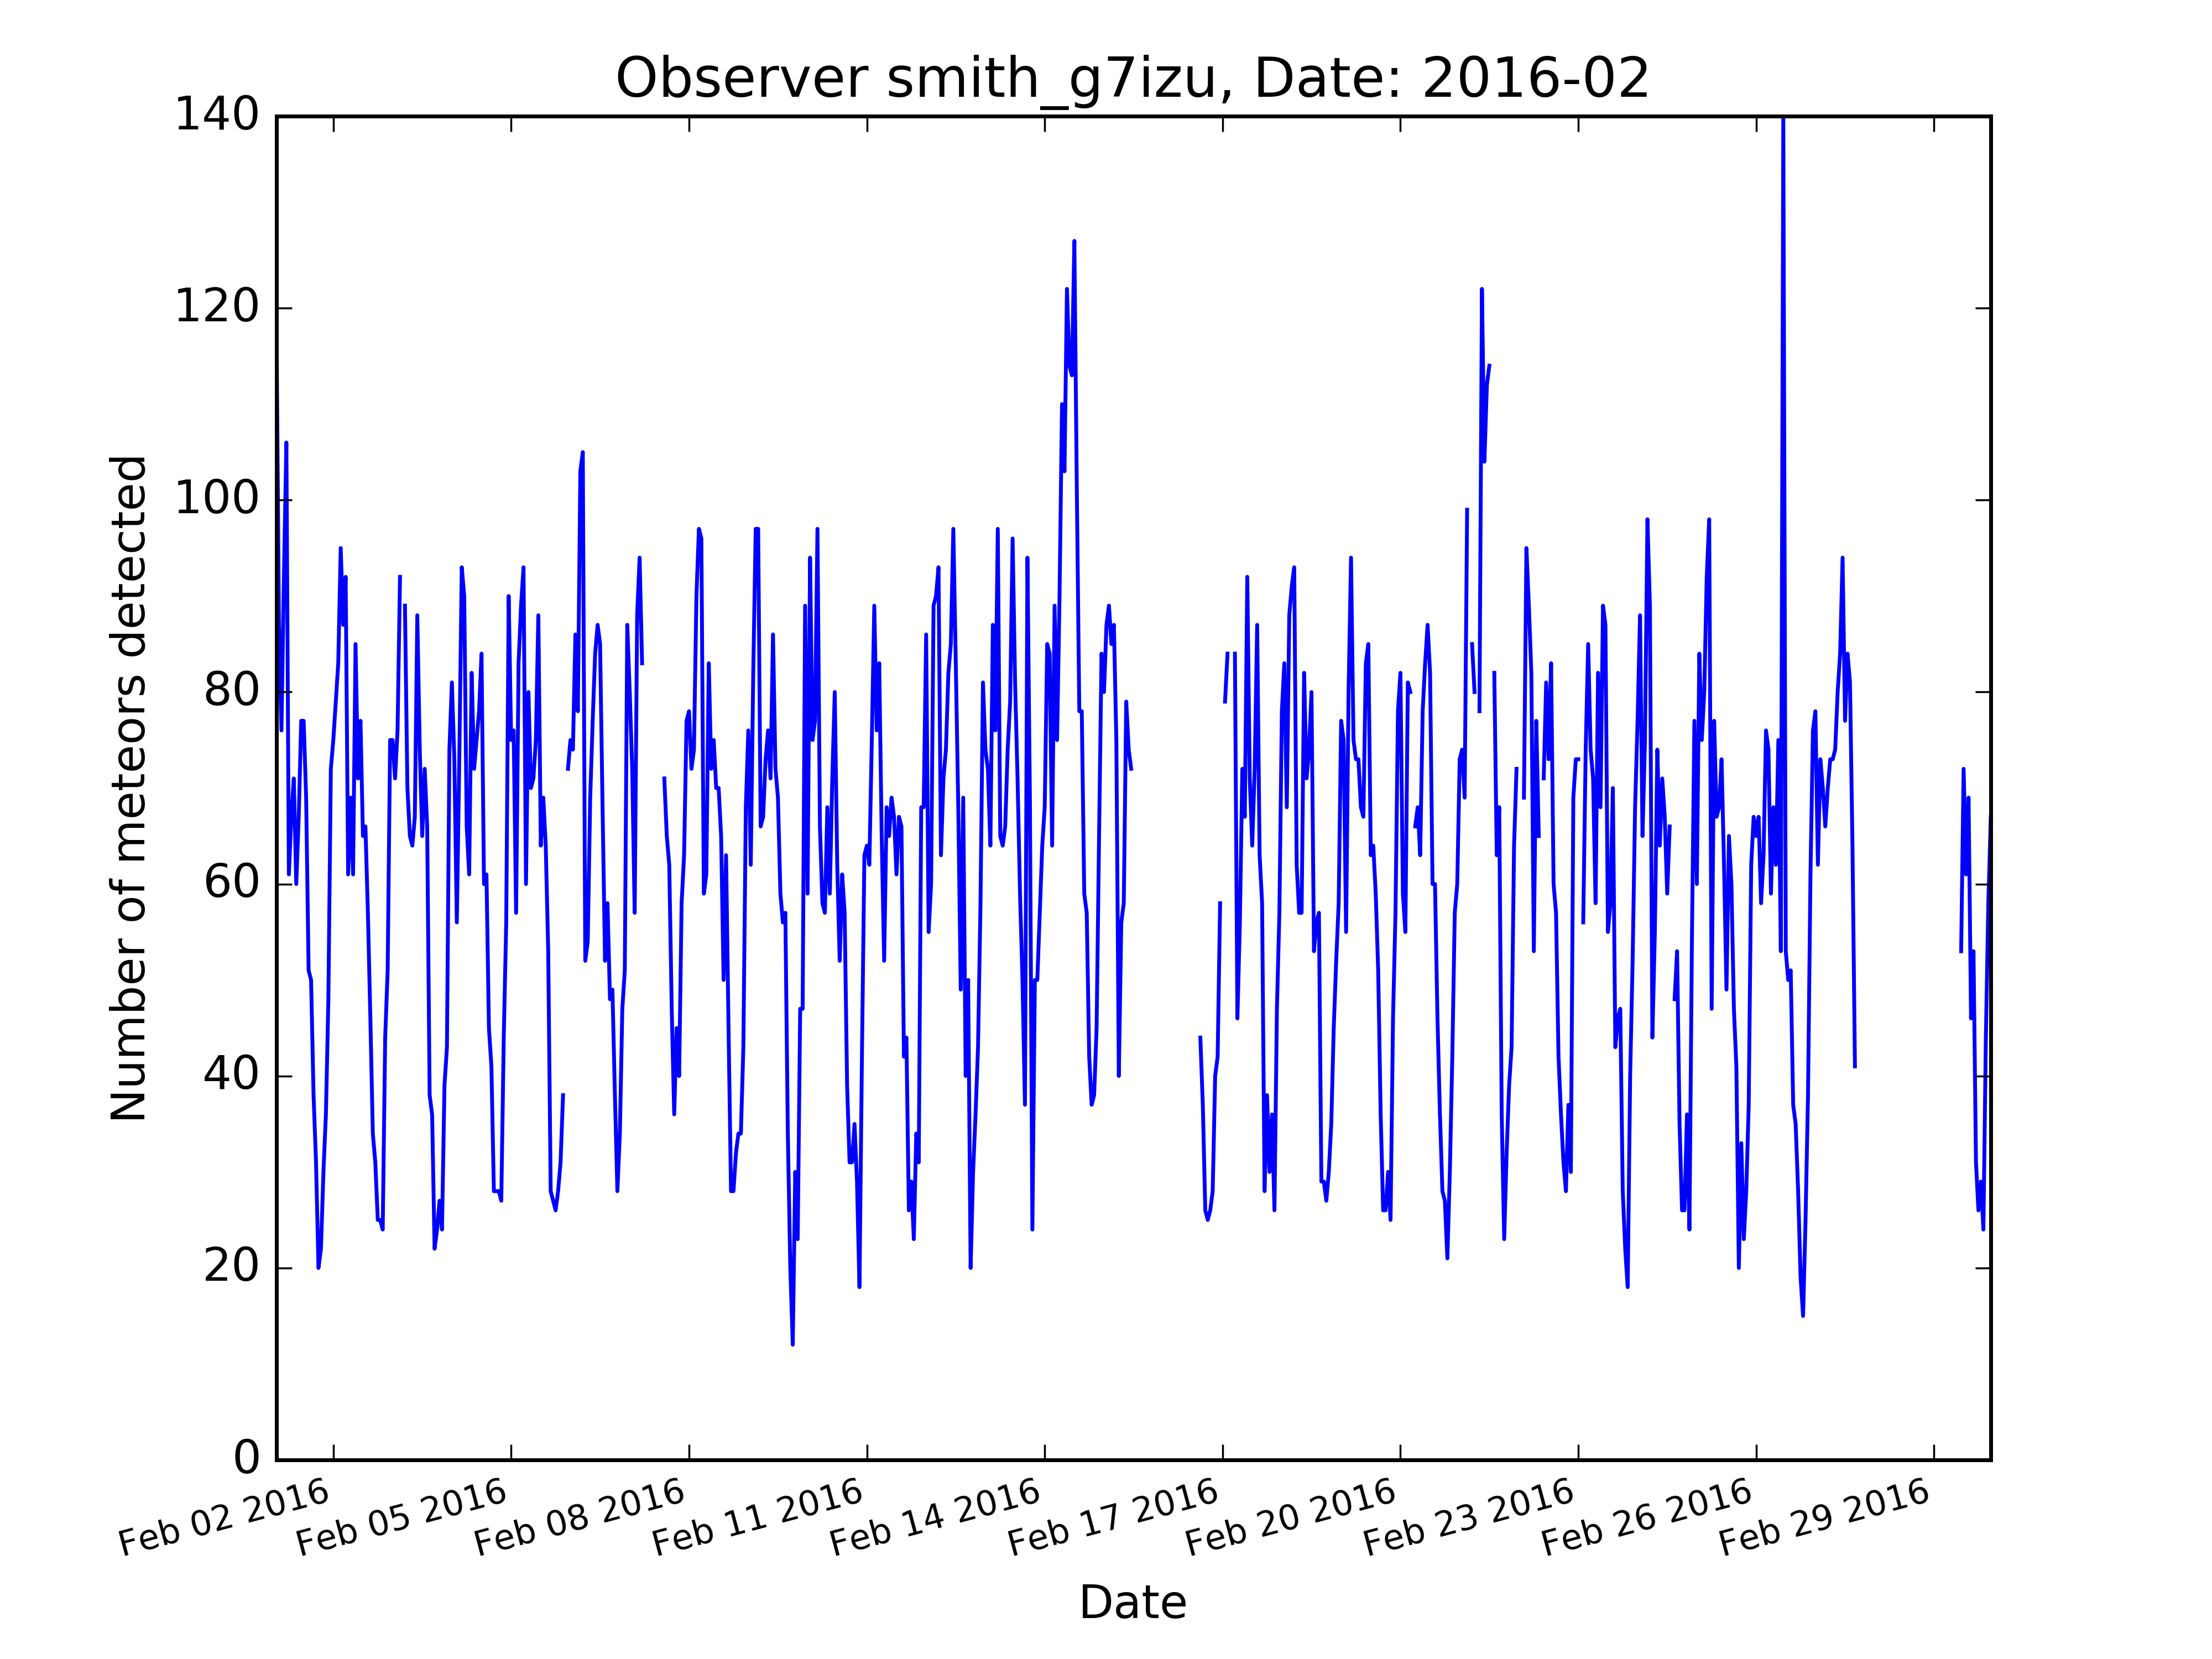 Observer smith_g7izu, Date: 2016-02
140
120
100
80
60
40
20
0
Number of meteors detected
Feb 02 2016
Feb 05 2016
Feb 08 2016
Feb 11 2016
Feb 14 2016
Feb 17 2016
Feb 20 2016
Feb 23 2016
Feb 26 2016
Feb 29 2016
Date